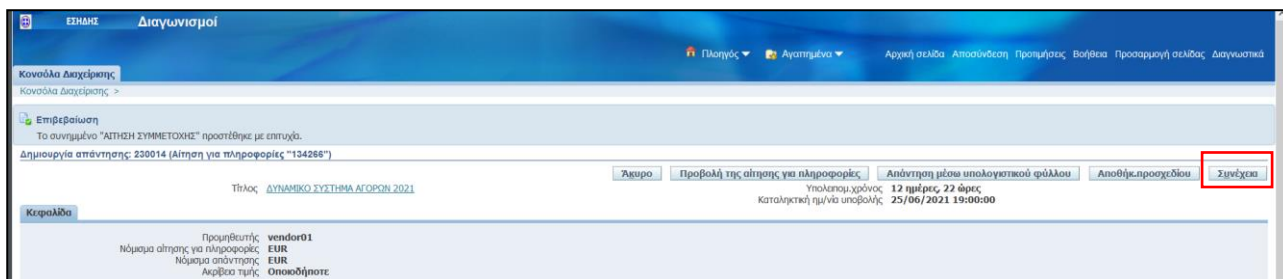 ΕΣΗΔΗΣ Διαγωνισμοί
Πλοηγός Αγαπημένα Αρχική σελίδα Αποσύνδεση Προτιμήσεις Βοήθεια Προσαρμογή σελίδας Διαγνωστικά
Κονσόλα Διαχείρισης
Κονσόλα Διαχείρισης >
Επιβεβαίωση
Το συνημμένο "ΑΙΤΗΣΗ ΣΥΜΜΕΤΟΧΗΣ" προστέθηκε με επιτυχία.
Δημιουργία απάντησης: 230014 (Αίτηση για πληροφορίες "134266")
Άκυρο Προβολή της αίτησης για πληροφορίες Απάντηση μέσω υπολογιστικού φύλλου Αποθήκ.προσχεδίου Συνέχεια
Τίτλος ΔΥΝΑΜΙΚΟ ΣΥΣΤΗΜΑ ΑΓΟΡΩΝ 2021 Υπολειπομ.χρόνος 12 ημέρες, 22 ώρες
Καταληκτική ημ/νία υποβολής 25/06/2021 19:00:00
Κεφαλίδα
Προμηθευτής vendor01
Νόμισμα αίτησης για πληροφορίες EUR
Νόμισμα απάντησης EUR
Ακρίβεια τιμής Οποιοδήποτε